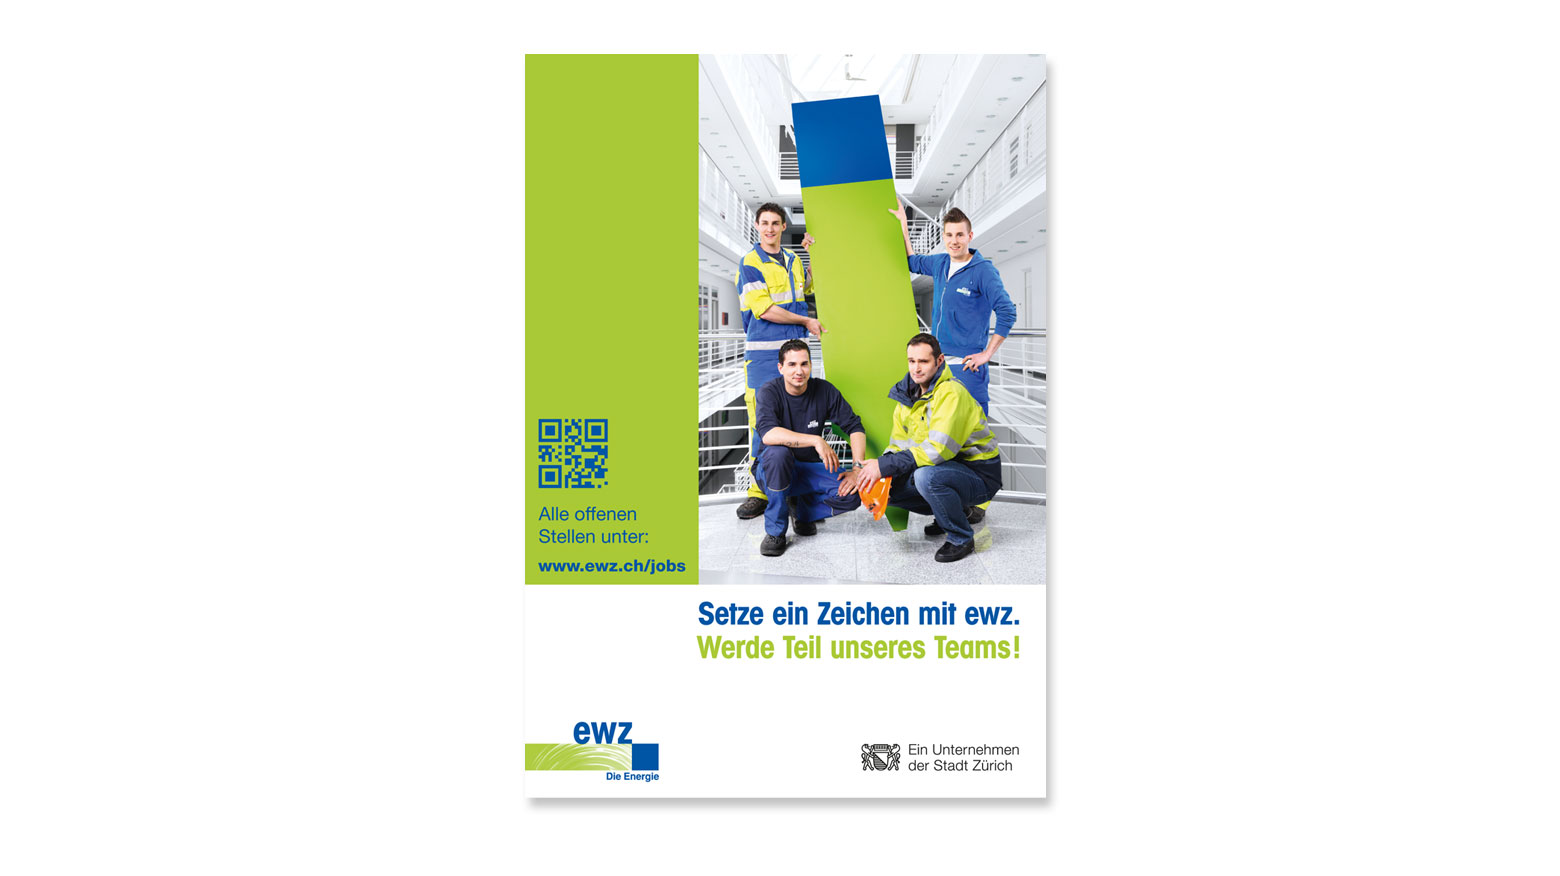 Alle offenen
Stellen unter:
www.ewz.ch/jobs
Setze ein Zeichen mit ewz.
Werde Teil unseres Teams!
ewz
Die Energie
Ein Unternehmen
der Stadt Zürich